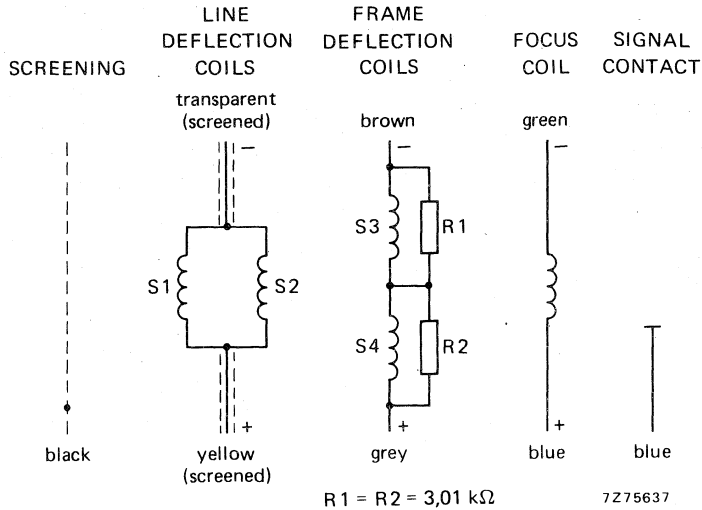 SCREENING
LINE
DEFLECTION
COILS
FRAME
DEFLECTION
COILS
FOCUS
COIL
SIGNAL
CONTACT
transparent
(screened)
brown
green
−
−
−
S1
S2
S3
R1
S4
R2
+
+
+
black
yellow
(screened)
grey
blue
blue
R1 = R2 = 3,01 kΩ
7Z75637